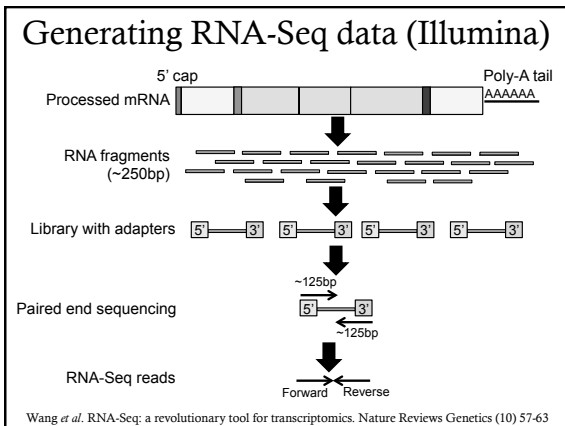 Generating RNA-Seq data (Illumina)
5' cap
Poly-A tail
Processed mRNA
AAAAAA
RNA fragments
(~250bp)
Library with adapters
5' 3' 5' 3' 5' 3' 5' 3'
~125bp
Paired end sequencing
5' 3'
~125bp
RNA-Seq reads
Forward Reverse
Wang et al. RNA-Seq: a revolutionary tool for transcriptomics. Nature Reviews Genetics (10) 57-63